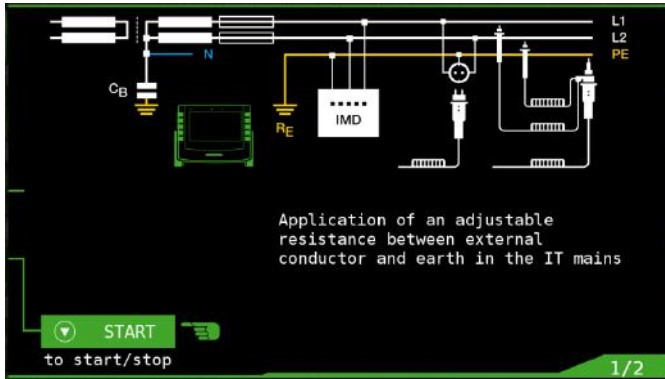 L1
L2
N
PE
CB
RE
IMD
Application of an adjustable
resistance between external
conductor and earth in the IT mains
START
to start/stop
1/2